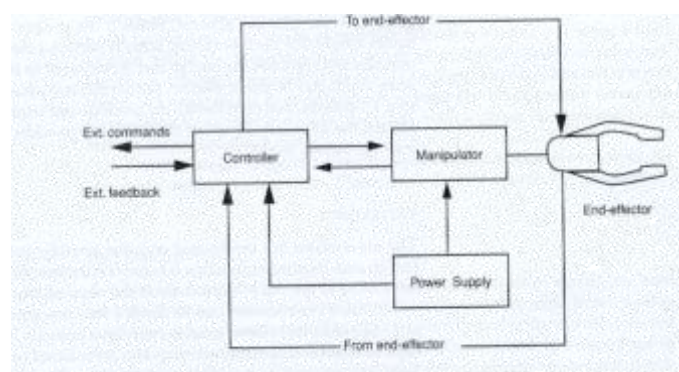 To end-effector
Ext. commands
Controller
Manipulator
Ext. feedback
End-effector
Power Supply
From end-effector